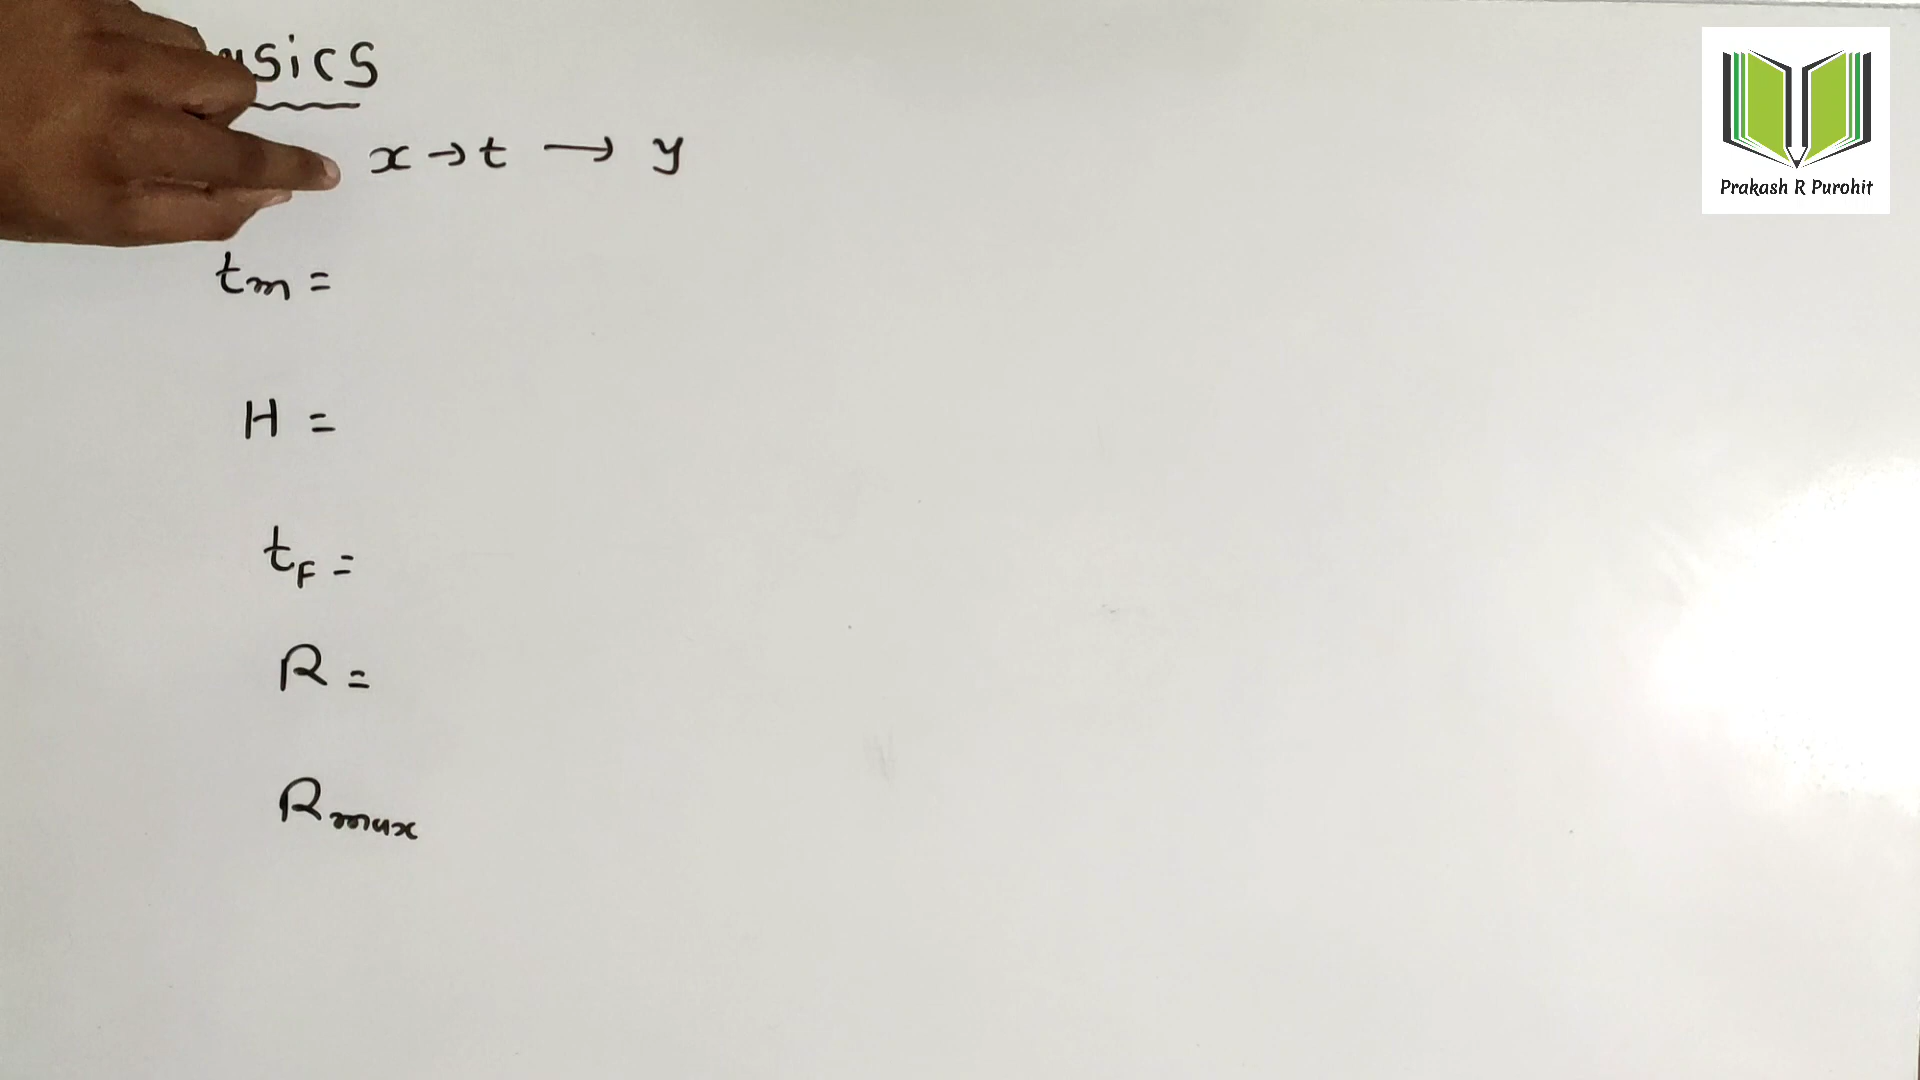 sics
x → t → y
tm =
H =
tF =
R =
Rmax
Prakash R Purohit